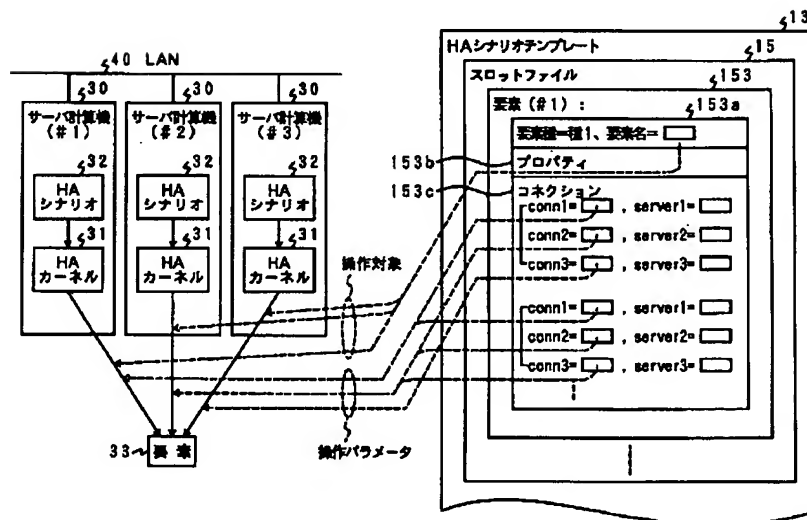 40 LAN
30
30
30
サーバ計算機
(#1)
サーバ計算機
(#2)
サーバ計算機
(#3)
32
32
32
HA
シナリオ
HA
シナリオ
HA
シナリオ
31
31
31
HA
カーネル
HA
カーネル
HA
カーネル
操作対象
操作パラメータ
33
要素
13
HAシナリオテンプレート
15
スロットファイル
153
要素(#1):
153a
要素種=種1、要素名=
153b
プロパティ
153c
コネクション
conn1= , server1=
conn2= , server2=
conn3= , server3=
conn1= , server1=
conn2= , server2=
conn3= , server3=